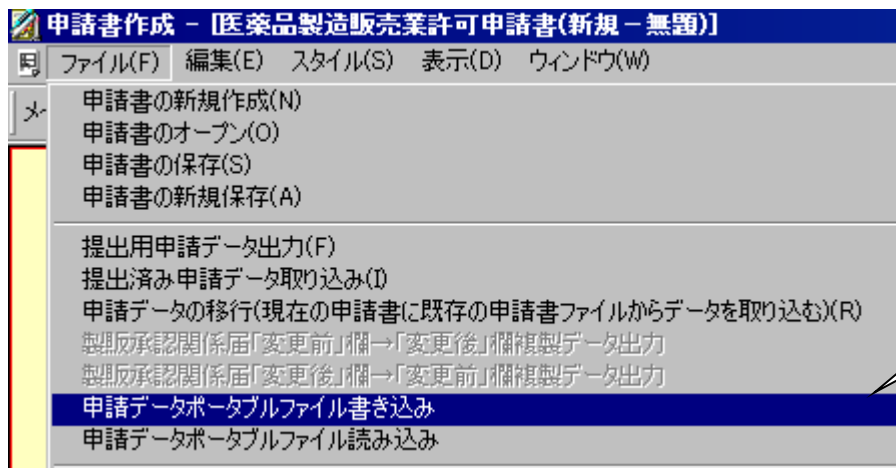 申請書作成 - [医薬品製造販売業許可申請書(新規－無題)]
ファイル(F) 編集(E) スタイル(S) 表示(D) ウィンドウ(W)
申請書の新規作成(N)
申請書のオープン(O)
申請書の保存(S)
申請書の新規保存(A)
提出用申請データ出力(F)
提出済み申請データ取り込み(I)
申請データの移行(現在の申請書に既存の申請書ファイルからデータを取り込む)(R)
製販承認関係届「変更前」欄→「変更後」欄複製データ出力
製販承認関係届「変更後」欄→「変更前」欄複製データ出力
申請データポータブルファイル書き込み
申請データポータブルファイル読み込み